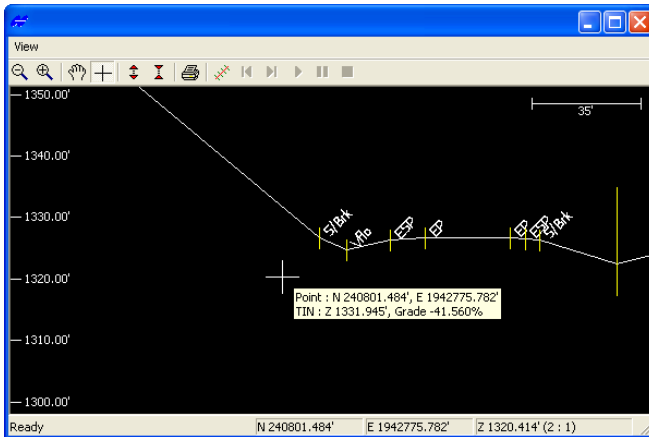 View
1350.00'
35'
1340.00'
1330.00'
S/Brk
\Flo
ESP
EP
EP
ESP
S/Brk
1320.00'
Point : N 240801.484', E 1942775.782'
TIN : Z 1331.945', Grade -41.560%
1310.00'
1300.00'
Ready N 240801.484' E 1942775.782' Z 1320.414' (2 : 1)